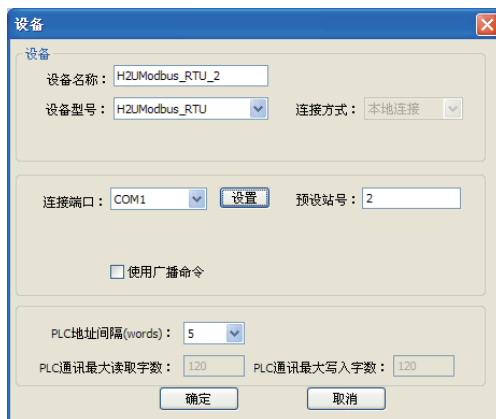 设备
设备
设备名称： H2UModbus_RTU_2
设备型号： H2UModbus_RTU 连接方式： 本地连接
连接端口： COM1 设置 预设站号： 2
使用广播命令
PLC地址间隔(words)： 5
PLC通讯最大读取字数： 120 PLC通讯最大写入字数： 120
确定 取消